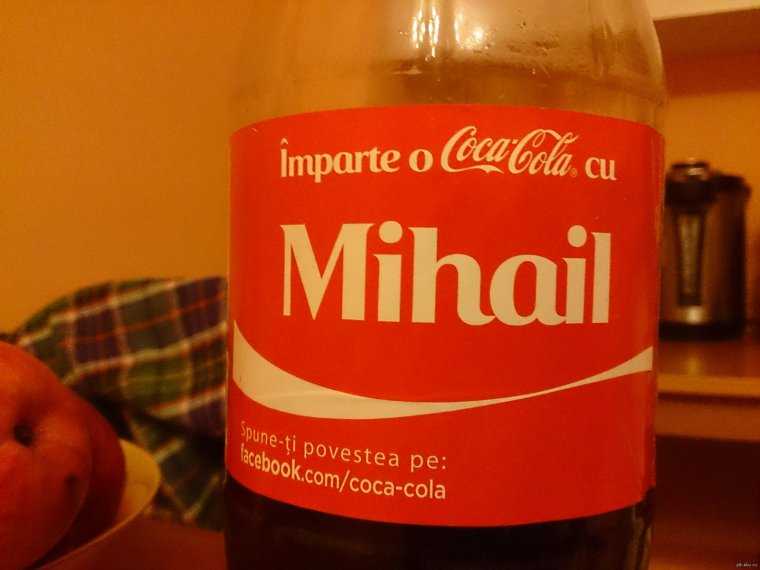 Împarte o Coca-Cola® cu
Mihail
Spune-ți povestea pe:
facebook.com/coca-cola